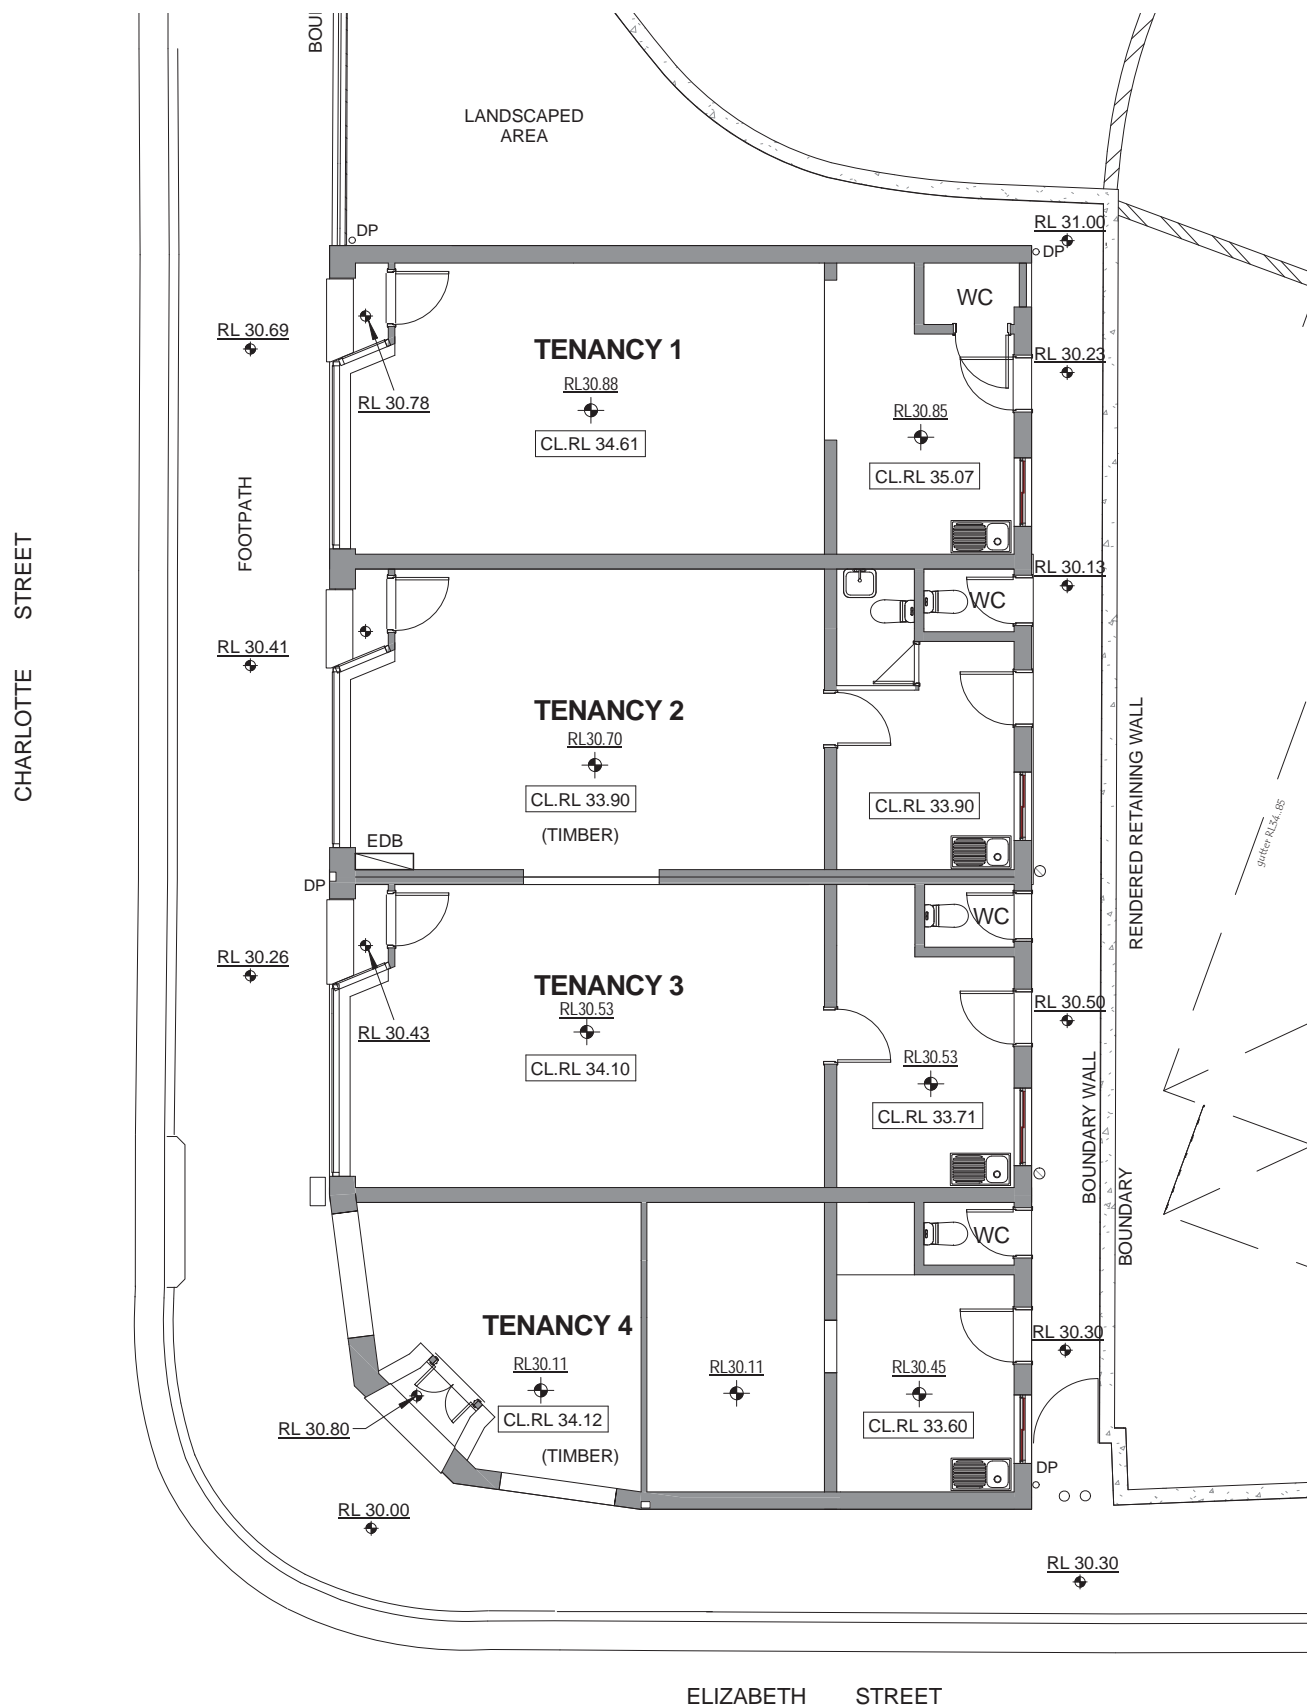 BOU
LANDSCAPED
AREA
DP
RL 31.00
DP
WC
RL 30.69
TENANCY 1
RL30.88
CL.RL 34.61
RL 30.78
RL 30.23
RL30.85
CL.RL 35.07
FOOTPATH
CHARLOTTE STREET
RL 30.13
WC
RL 30.41
TENANCY 2
RL30.70
CL.RL 33.90
(TIMBER)
CL.RL 33.90
EDB
DP
RENDERED RETAINING WALL
gutter RL34.85
WC
RL 30.26
TENANCY 3
RL30.53
CL.RL 34.10
RL 30.43
RL 30.50
RL30.53
CL.RL 33.71
BOUNDARY WALL
BOUNDARY
WC
TENANCY 4
RL30.11
CL.RL 34.12
(TIMBER)
RL30.11
RL30.45
CL.RL 33.60
RL 30.30
RL 30.80
DP
RL 30.00
RL 30.30
ELIZABETH STREET